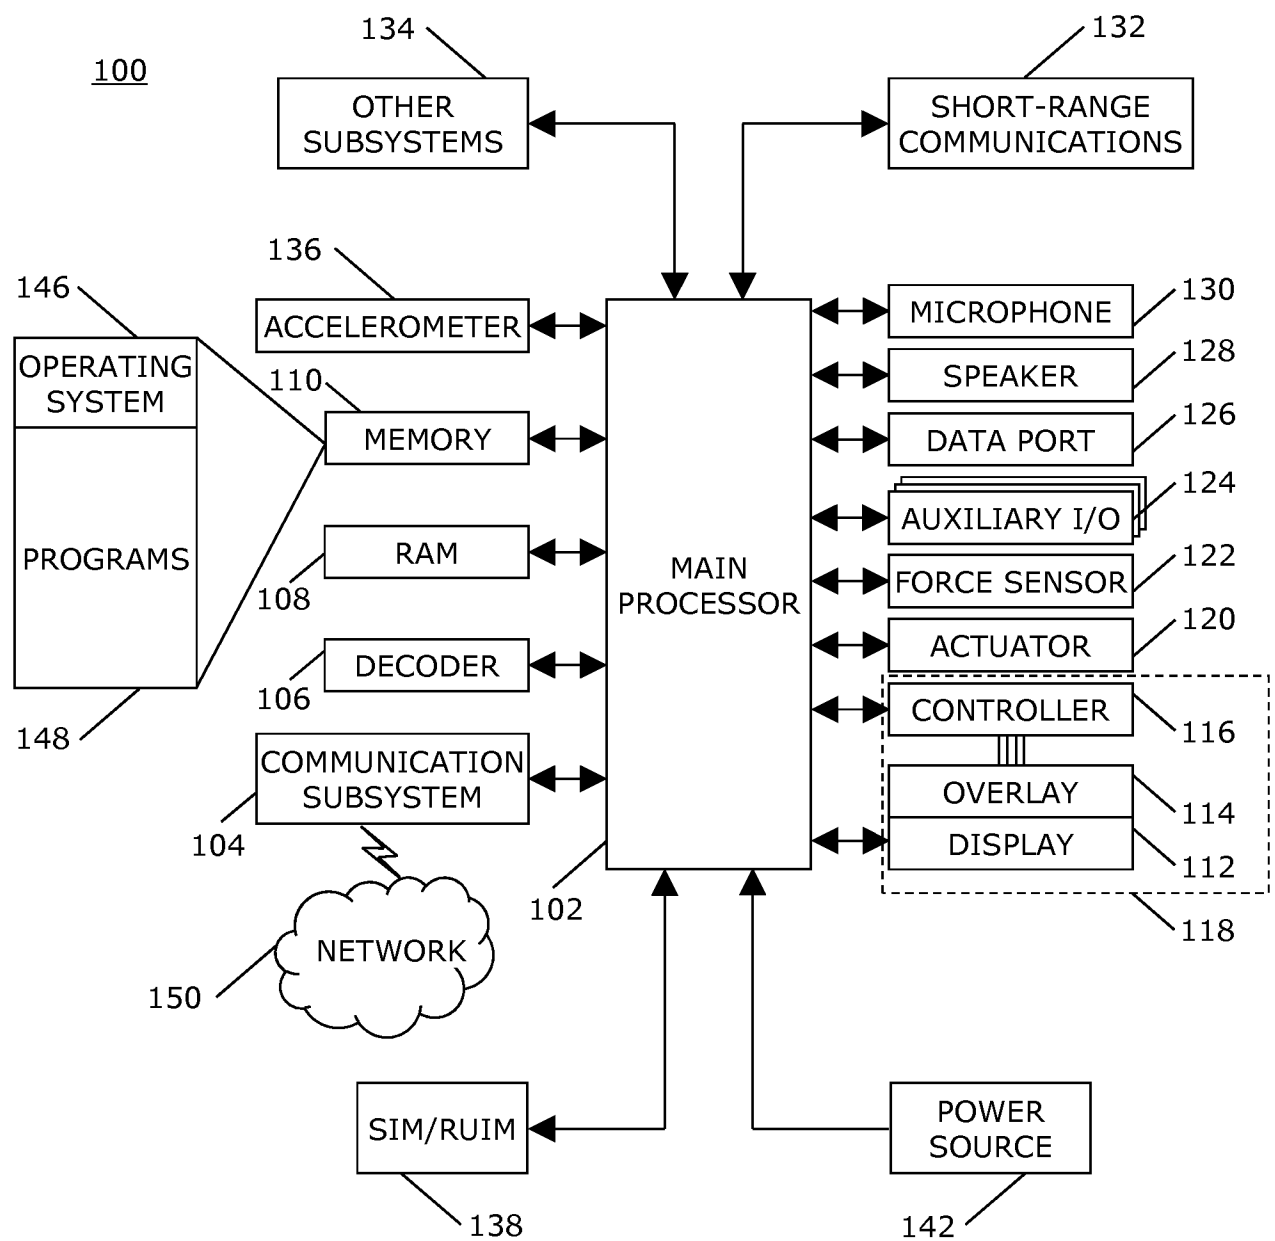 134
132
100
OTHER
SUBSYSTEMS
SHORT-RANGE
COMMUNICATIONS
136
146
ACCELEROMETER
MICROPHONE
130
OPERATING
SYSTEM
110
SPEAKER
128
MEMORY
DATA PORT
126
AUXILIARY I/O
124
PROGRAMS
RAM
108
MAIN
PROCESSOR
FORCE SENSOR
122
ACTUATOR
120
DECODER
106
148
CONTROLLER
116
COMMUNICATION
SUBSYSTEM
104
OVERLAY
114
DISPLAY
112
102
118
NETWORK
150
SIM/RUIM
138
POWER
SOURCE
142